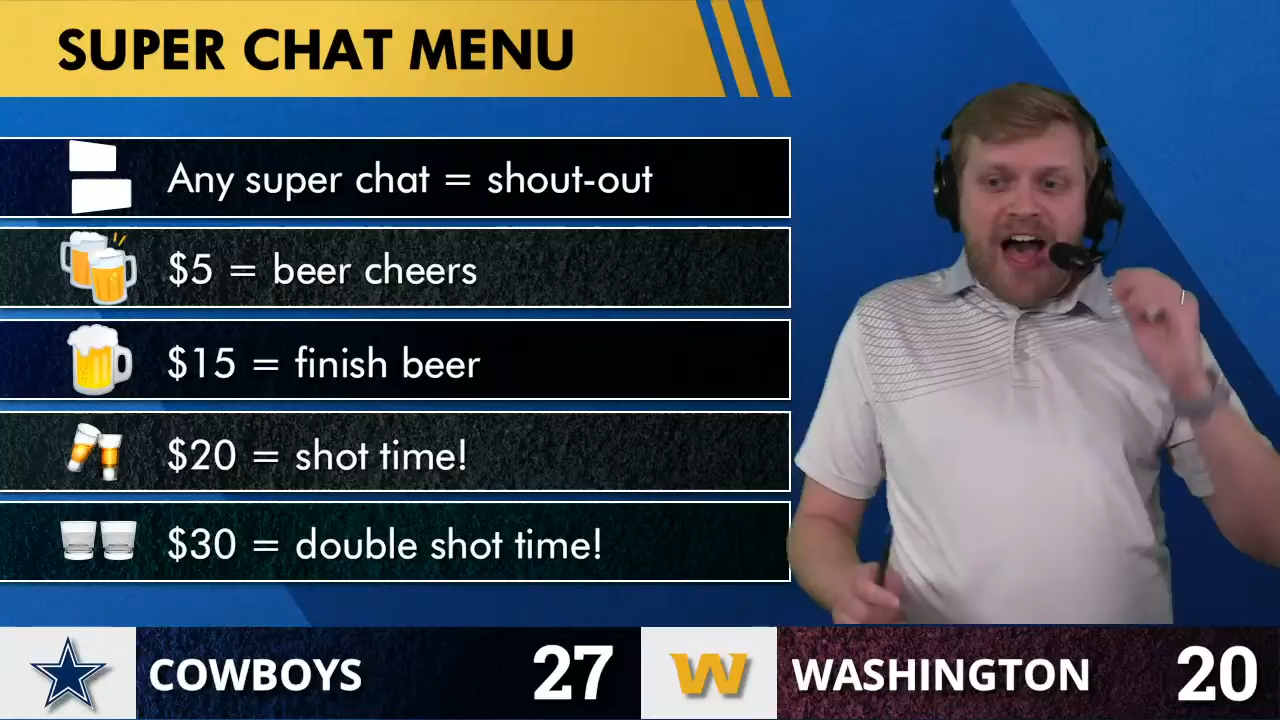 SUPER CHAT MENU
Any super chat = shout-out
$5 = beer cheers
$15 = finish beer
$20 = shot time!
$30 = double shot time!
COWBOYS 27 W WASHINGTON 20